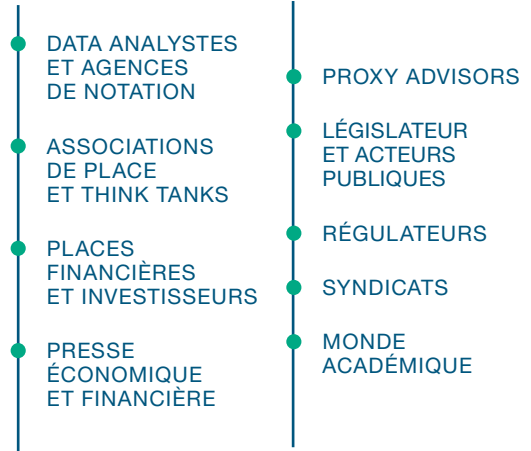 DATA ANALYSTES
ET AGENCES
DE NOTATION
ASSOCIATIONS
DE PLACE
ET THINK TANKS
PLACES
FINANCIÈRES
ET INVESTISSEURS
PRESSE
ÉCONOMIQUE
ET FINANCIÈRE
PROXY ADVISORS
LÉGISLATEUR
ET ACTEURS
PUBLIQUES
RÉGULATEURS
SYNDICATS
MONDE
ACADÉMIQUE